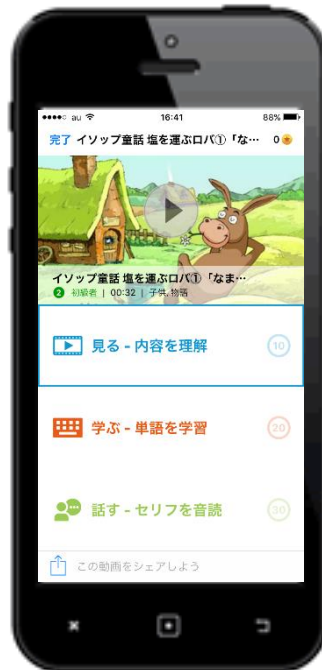 au 16:41 88%
完了 イソップ童話 塩を運ぶロバ①「な… 0
イソップ童話 塩を運ぶロバ①「なま…
2 初級者 | 00:32 | 子供, 物語
見る - 内容を理解 10
学ぶ - 単語を学習 20
話す - セリフを音読 30
この動画をシェアしよう